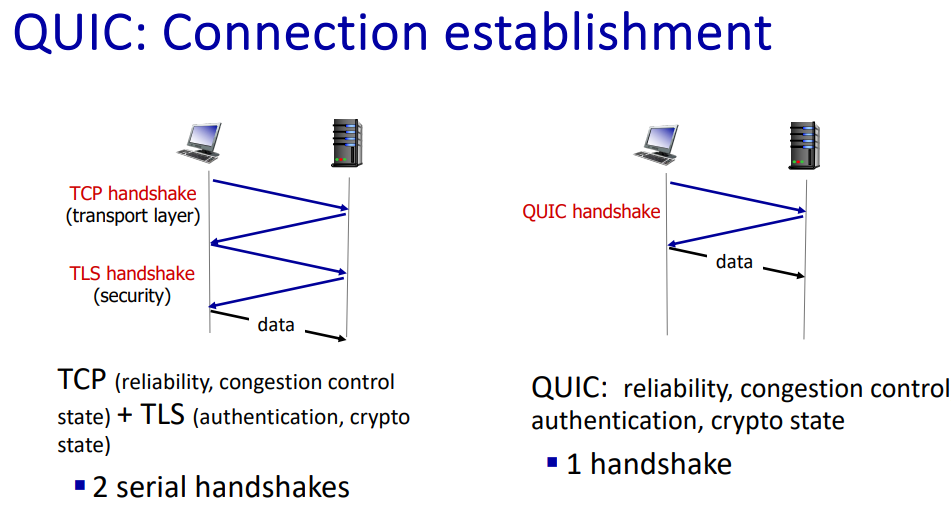 QUIC: Connection establishment
TCP handshake
(transport layer)
TLS handshake
(security)
data
TCP (reliability, congestion control
state) + TLS (authentication, crypto
state)
▪ 2 serial handshakes
QUIC handshake
data
QUIC: reliability, congestion control
authentication, crypto state
▪ 1 handshake